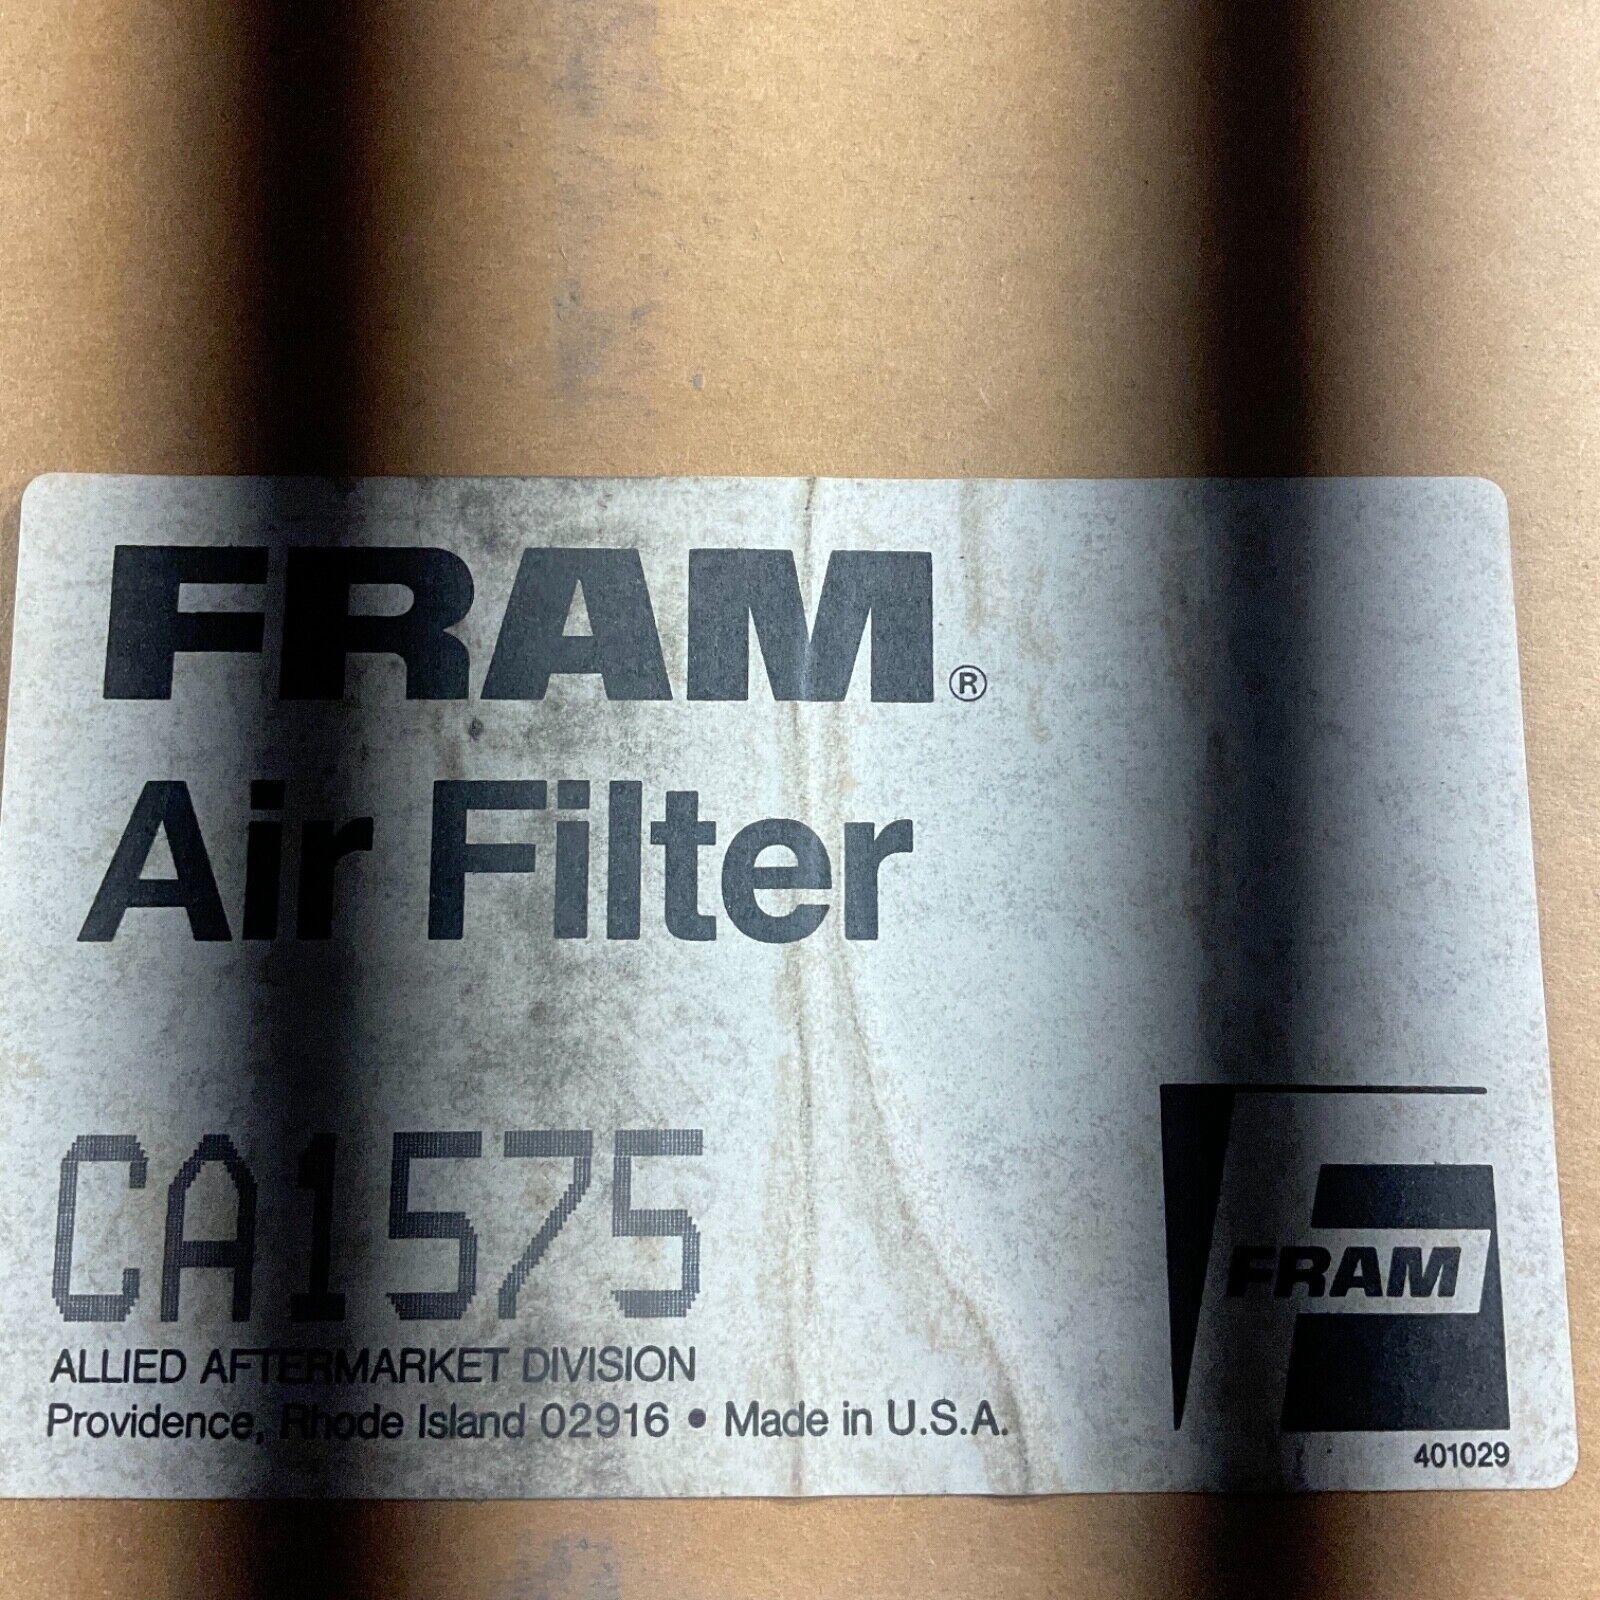 FRAM®
Air Filter
CA1575
FRAM
ALLIED AFTERMARKET DIVISION
Providence, Rhode Island 02916 • Made in U.S.A.
401029